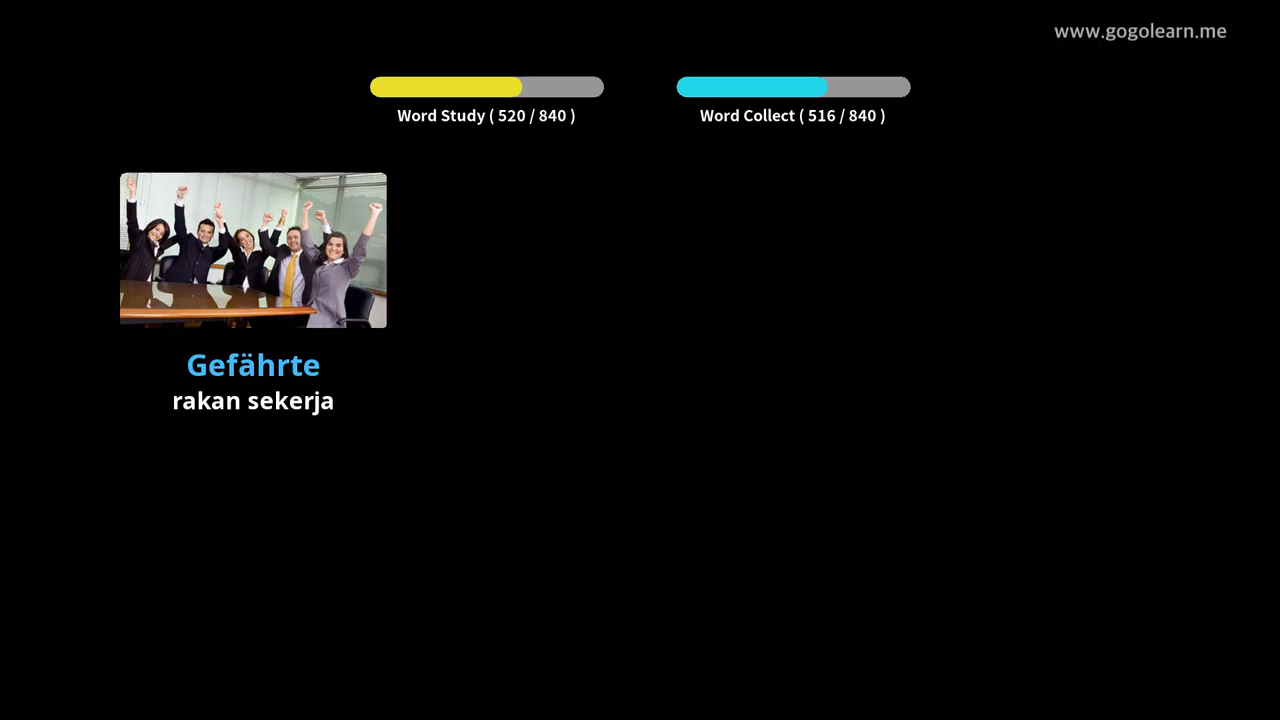 www.gogolearn.me
Word Study ( 520 / 840 )
Word Collect ( 516 / 840 )
Gefährte
rakan sekerja